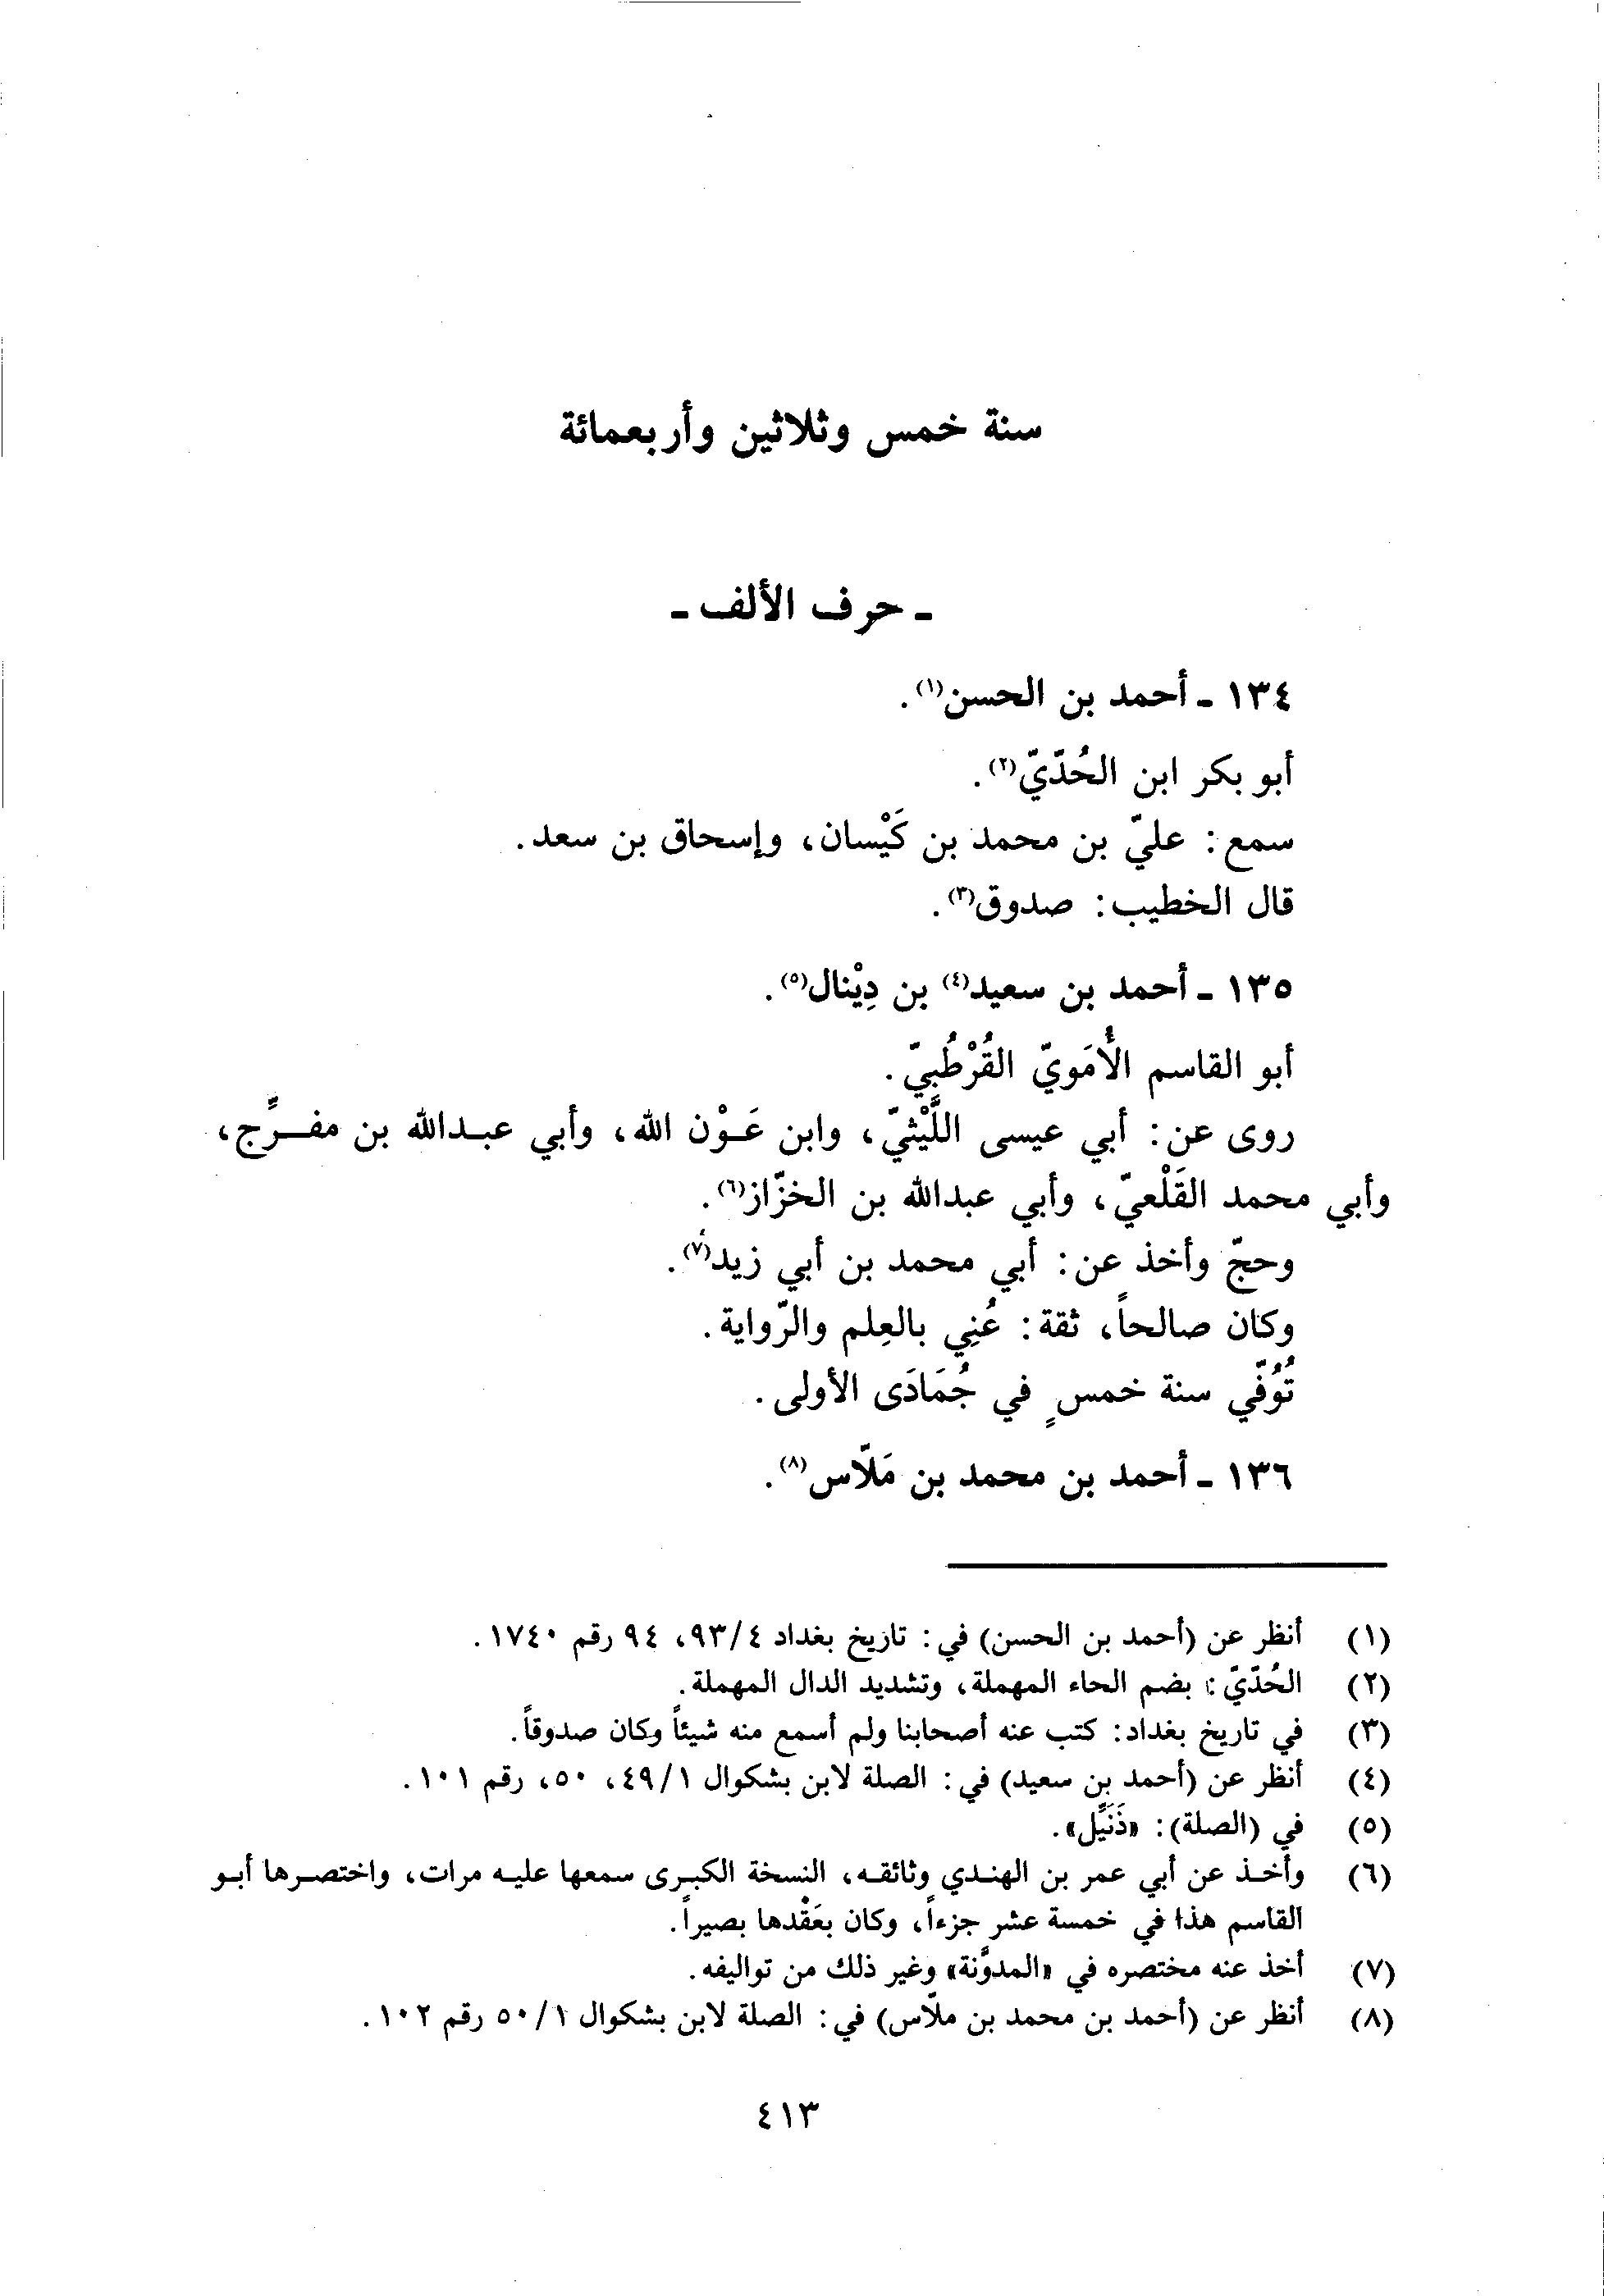 سنة خمس وثلاثين وأربعمائة
ـ حرف الألف ـ
١٣٤ ـ أحمد بن الحسن(١).
أبو بكر ابن الحُدّيّ(٢).
سمع: عليّ بن محمد بن كَيْسان، وإسحاق بن سعد.
قال الخطيب: صدوق(٣).
١٣٥ ـ أحمد بن سعيد(٤) بن دِيْنال(٥).
أبو القاسم الأُمَويّ القُرْطُبيّ.
روى عن: أبي عيسى اللَّيْثيّ، وابن عَوْن الله، وأبي عبدالله بن مفرِّج،
وأبي محمد القَلْعيّ، وأبي عبدالله بن الخزّاز(٦).
وحجّ وأخذ عن: أبي محمد بن أبي زيد(٧).
وكان صالحاً، ثقة: عُنِي بالعِلم والرّواية.
تُوُفّي سنة خمسٍ في جُمَادَى الأولى.
١٣٦ ـ أحمد بن محمد بن مَلّاس(٨).
(١) أنظر عن (أحمد بن الحسن) في: تاريخ بغداد ٩٣/٤، ٩٤ رقم ١٧٤٠.
(٢) الحُدّيّ: بضم الحاء المهملة، وتشديد الدال المهملة.
(٣) في تاريخ بغداد: كتب عنه أصحابنا ولم أسمع منه شيئاً وكان صدوقاً.
(٤) أنظر عن (أحمد بن سعيد) في: الصلة لابن بشكوال ٤٩/١، ٥٠، رقم ١٠١.
(٥) في (الصلة): «ذَنَيِّل».
(٦) وأخذ عن أبي عمر بن الهندي وثائقه، النسخة الكبرى سمعها عليه مرات، واختصرها أبو
القاسم هذا في خمسة عشر جزءاً، وكان بعَقْدها بصيراً.
(٧) أخذ عنه مختصره في «المدوَّنة» وغير ذلك من تواليفه.
(٨) أنظر عن (أحمد بن محمد بن ملّاس) في: الصلة لابن بشكوال ٥٠/١ رقم ١٠٢.
٤١٣